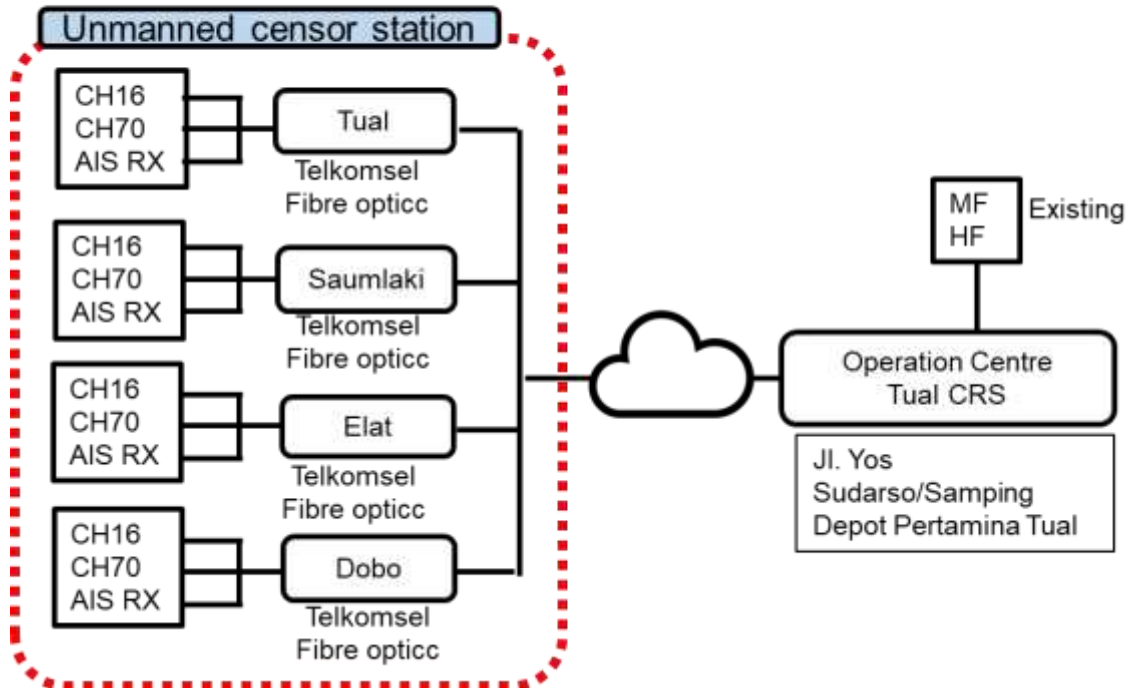 Unmanned censor station
CH16
CH70
AIS RX
Tual
Telkomsel
Fibre opticc
CH16
CH70
AIS RX
Saumlaki
Telkomsel
Fibre opticc
CH16
CH70
AIS RX
Elat
Telkomsel
Fibre opticc
CH16
CH70
AIS RX
Dobo
Telkomsel
Fibre opticc
MF
HF
Existing
Operation Centre
Tual CRS
Jl. Yos
Sudarso/Samping
Depot Pertamina Tual